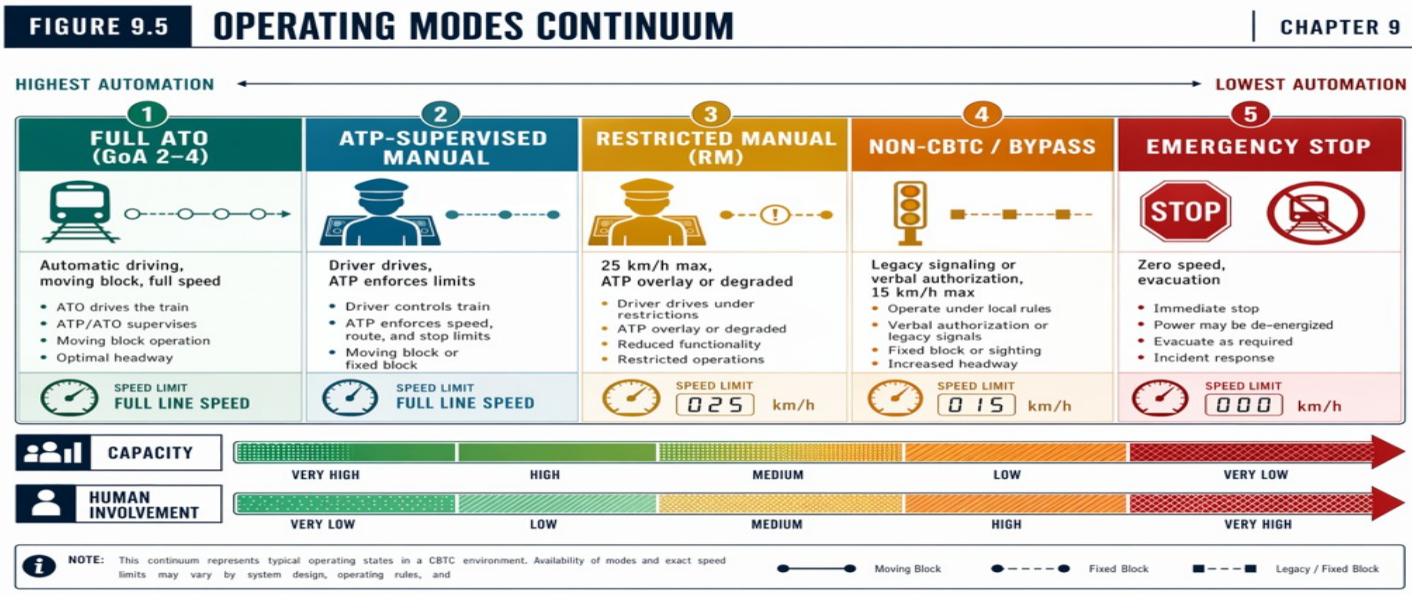 FIGURE 9.5
OPERATING MODES CONTINUUM
CHAPTER 9
HIGHEST AUTOMATION
LOWEST AUTOMATION
1
FULL ATO
(GoA 2–4)
Automatic driving,
moving block, full speed
• ATO drives the train
• ATP/ATO supervises
• Moving block operation
• Optimal headway
SPEED LIMIT
FULL LINE SPEED
2
ATP-SUPERVISED
MANUAL
Driver drives,
ATP enforces limits
• Driver controls train
• ATP enforces speed,
route, and stop limits
• Moving block or
fixed block
SPEED LIMIT
FULL LINE SPEED
3
RESTRICTED MANUAL
(RM)
!
25 km/h max,
ATP overlay or degraded
• Driver drives under
restrictions
• ATP overlay or degraded
• Reduced functionality
• Restricted operations
SPEED LIMIT
025 km/h
4
NON-CBTC / BYPASS
Legacy signaling or
verbal authorization,
15 km/h max
• Operate under local rules
• Verbal authorization or
legacy signals
• Fixed block or sighting
• Increased headway
SPEED LIMIT
015 km/h
5
EMERGENCY STOP
STOP
Zero speed,
evacuation
• Immediate stop
• Power may be de-energized
• Evacuate as required
• Incident response
SPEED LIMIT
000 km/h
CAPACITY
VERY HIGH
HIGH
MEDIUM
LOW
VERY LOW
HUMAN
INVOLVEMENT
VERY LOW
LOW
MEDIUM
HIGH
VERY HIGH
i
NOTE: This continuum represents typical operating states in a CBTC environment. Availability of modes and exact speed
limits may vary by system design, operating rules, and
Moving Block
Fixed Block
Legacy / Fixed Block